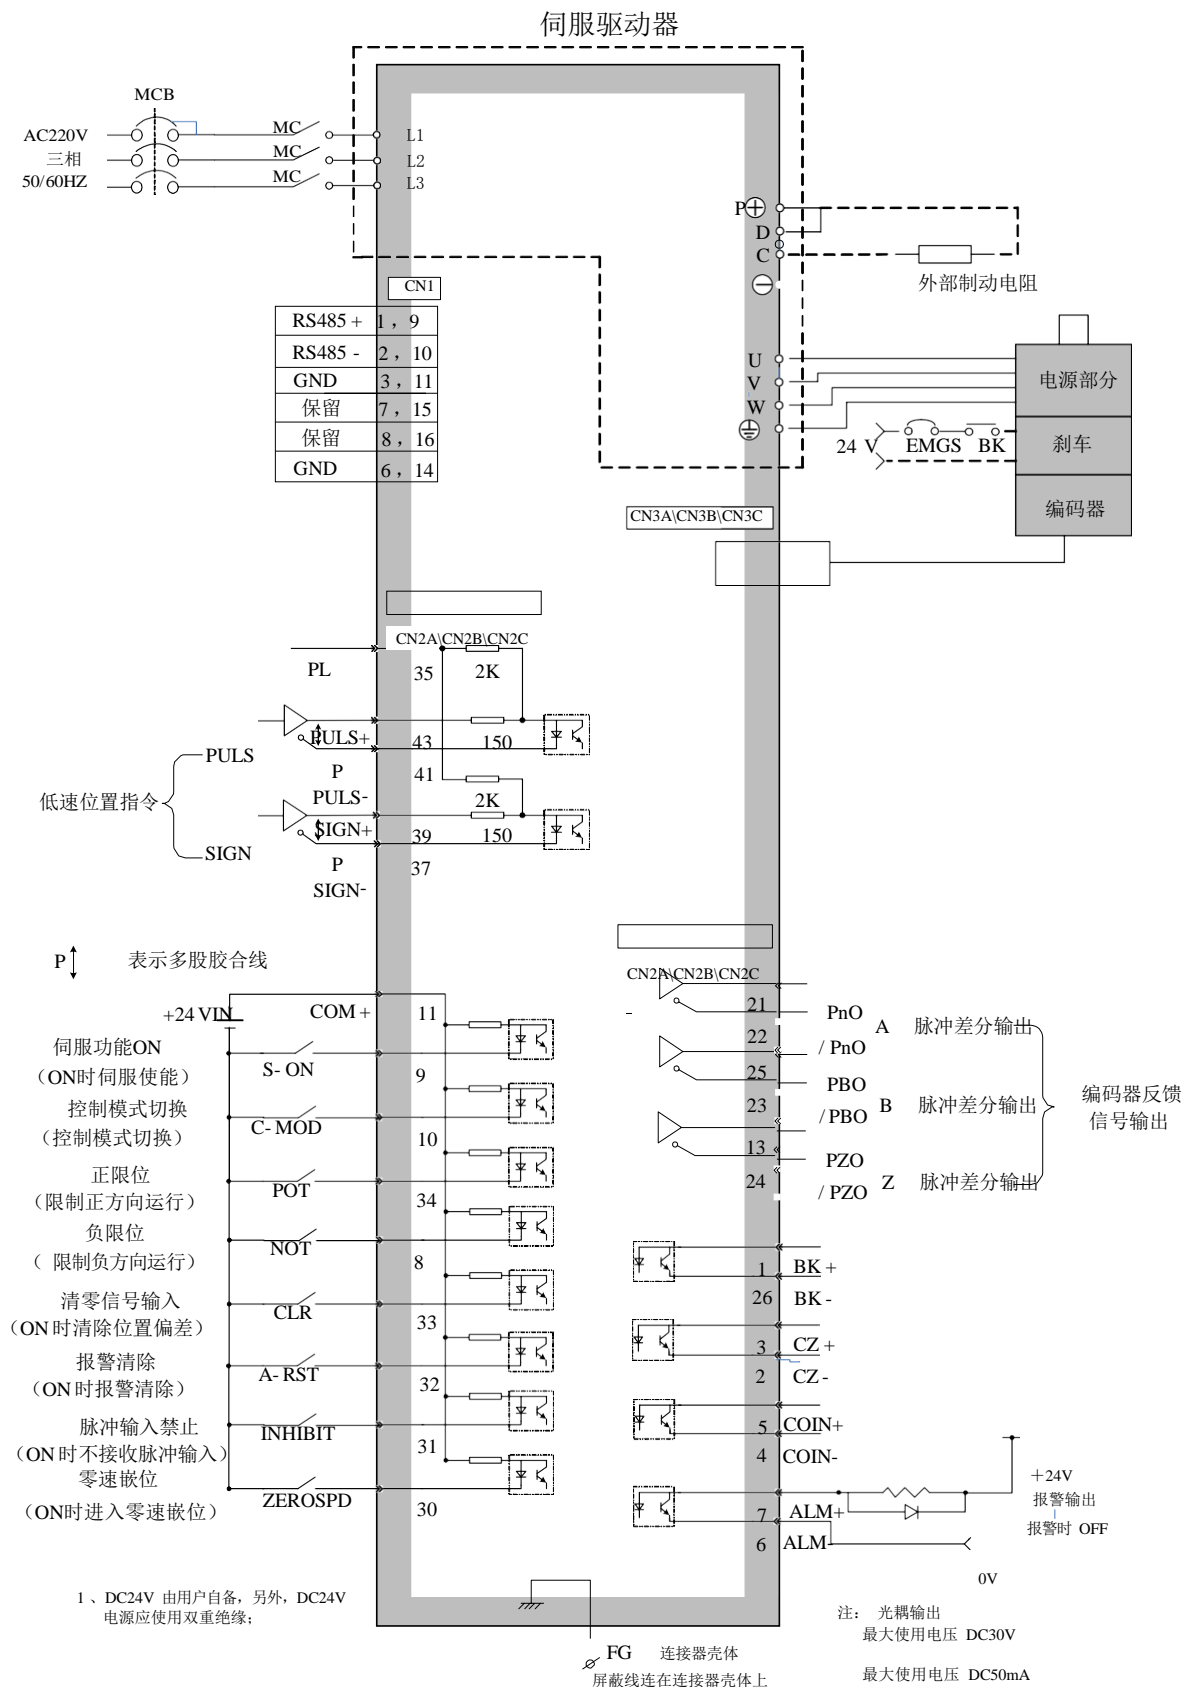 伺服驱动器
MCB
AC220V
三相
50/60HZ
MC
MC
MC
L1
L2
L3
P
D
C
外部制动电阻
CN1
RS485 + 1，9
RS485 - 2，10
GND 3，11
保留 7，15
保留 8，16
GND 6，14
U
V
W
电源部分
24 V
EMGS
BK
刹车
编码器
CN3A\CN3B\CN3C
CN2A\CN2B\CN2C
PL
35
2K
PULS+
43
150
PULS
P
41
PULS-
低速位置指令
2K
SIGN+
39
150
SIGN
P
37
SIGN-
P
表示多股胶合线
CN2A\CN2B\CN2C
+24 VIN
COM +
11
伺服功能ON
（ON时伺服使能）
S- ON
9
控制模式切换
（控制模式切换）
C- MOD
10
正限位
（限制正方向运行）
POT
34
负限位
（ 限制负方向运行）
NOT
8
清零信号输入
（ON 时清除位置偏差）
CLR
33
报警清除
（ON 时报警清除）
A- RST
32
脉冲输入禁止
（ON 时不接收脉冲输入）
INHIBIT
31
零速嵌位
（ON时进入零速嵌位）
ZEROSPD
30
21
PnO
A
脉冲差分输出
22
/ PnO
25
PBO
23
/ PBO
B
脉冲差分输出
编码器反馈
信号输出
13
PZO
24
/ PZO
Z
脉冲差分输出
1
BK +
26
BK -
3
CZ +
2
CZ -
5
COIN+
4
COIN-
7
ALM+
6
ALM-
＋24V
报警输出
报警时 OFF
0V
1 、DC24V 由用户自备，另外，DC24V
电源应使用双重绝缘；
FG
连接器壳体
屏蔽线连在连接器壳体上
注： 光耦输出
最大使用电压 DC30V
最大使用电压 DC50mA